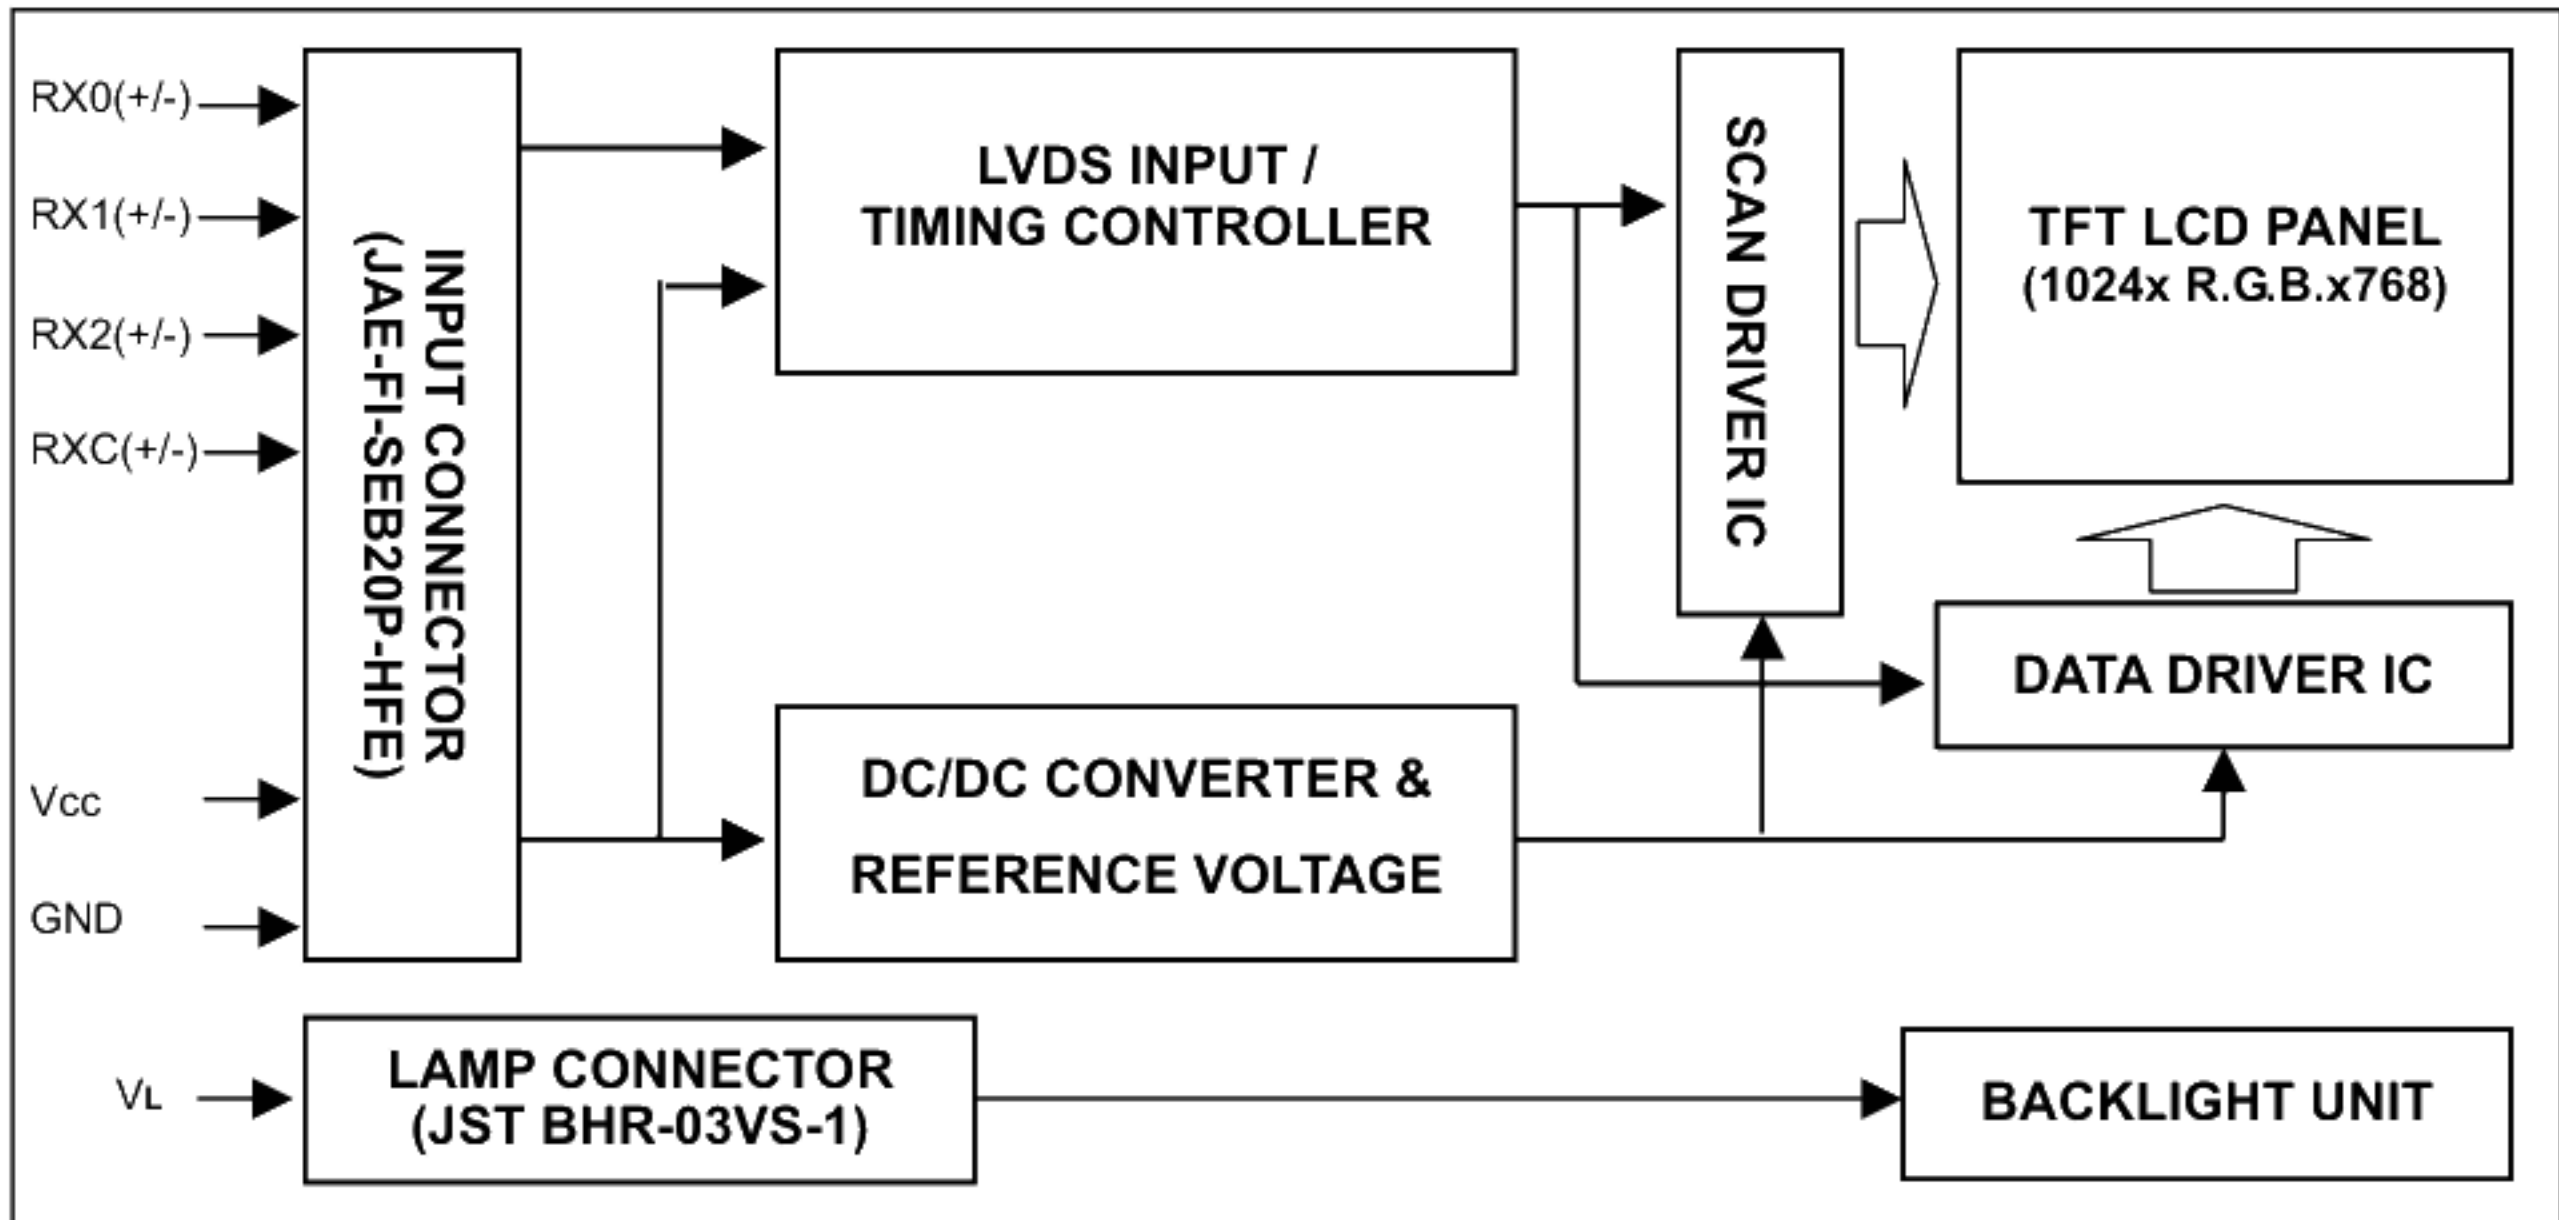 RX0(+/-)
RX1(+/-)
RX2(+/-)
RXC(+/-)
Vcc
GND
VL
INPUT CONNECTOR
(JAE-FI-SEB20P-HFE)
LVDS INPUT /
TIMING CONTROLLER
DC/DC CONVERTER &
REFERENCE VOLTAGE
SCAN DRIVER IC
TFT LCD PANEL
(1024x R.G.B.x768)
DATA DRIVER IC
LAMP CONNECTOR
(JST BHR-03VS-1)
BACKLIGHT UNIT